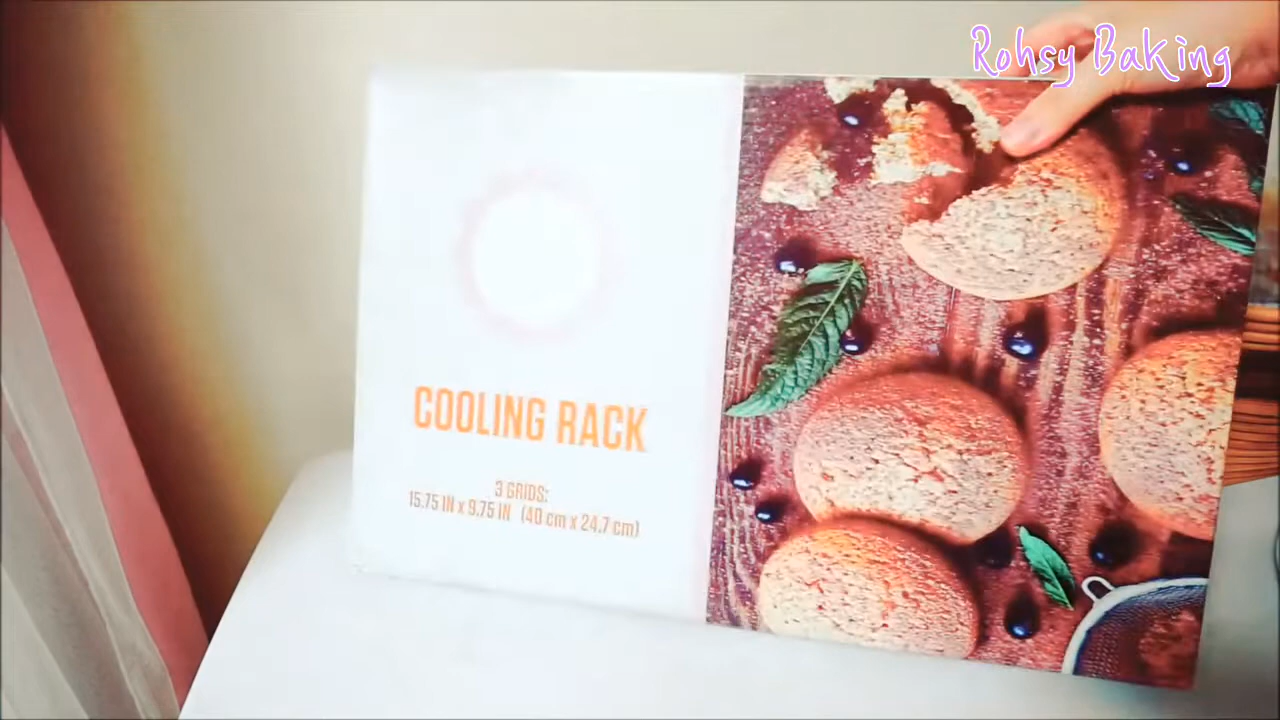 Rohsy Baking
COOLING RACK
3 GRIDS:
15.75 IN x 9.75 IN (40 cm x 24.7 cm)